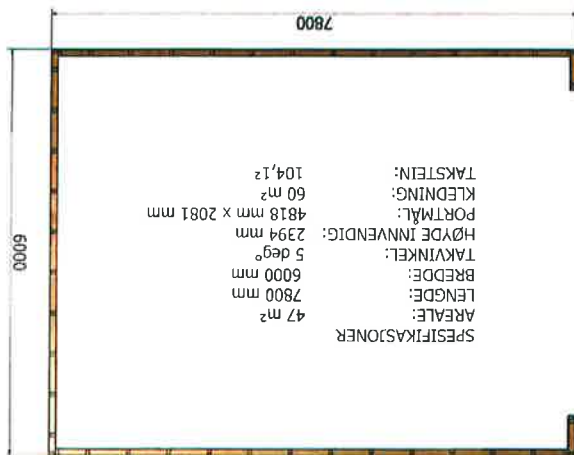 SPESIFIKASJONER
AREALE: 47 m²
LENGDE: 7800 mm
BREDDE: 6000 mm
TAKVINKEL: 5 deg°
HØYDE INNVENDIG: 2394 mm
PORTMÅL: 4818 mm x 2081 mm
KLEDNING: 60 m²
TAKSTEIN: 104,1²
6000
7800